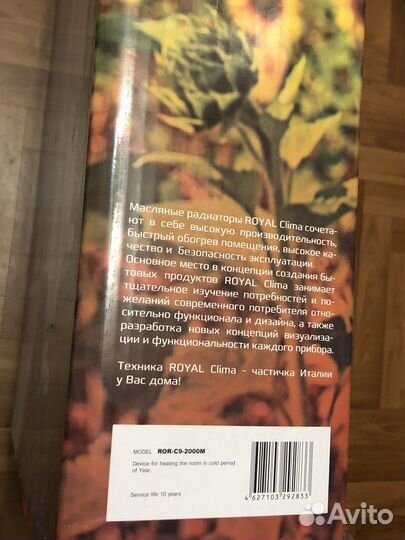 Масляные радиаторы ROYAL Clima сочета-
ют в себе высокую производительность,
быстрый обогрев помещения, высокое ка-
чество и безопасность эксплуатации.
Основное место в концепции создания бы-
товых продуктов ROYAL Clima занимает
тщательное изучение потребностей и по-
желаний современного потребителя отно-
сительно функционала и дизайна, а также
разработка новых концепций визуализа-
ции и функциональности каждого прибора.
Техника ROYAL Clima - частичка Италии
у Вас дома!
MODEL ROR-C9-2000M
Device for heating the room in cold period
of Year.
Service life 10 years
4 627103 292833
Avito